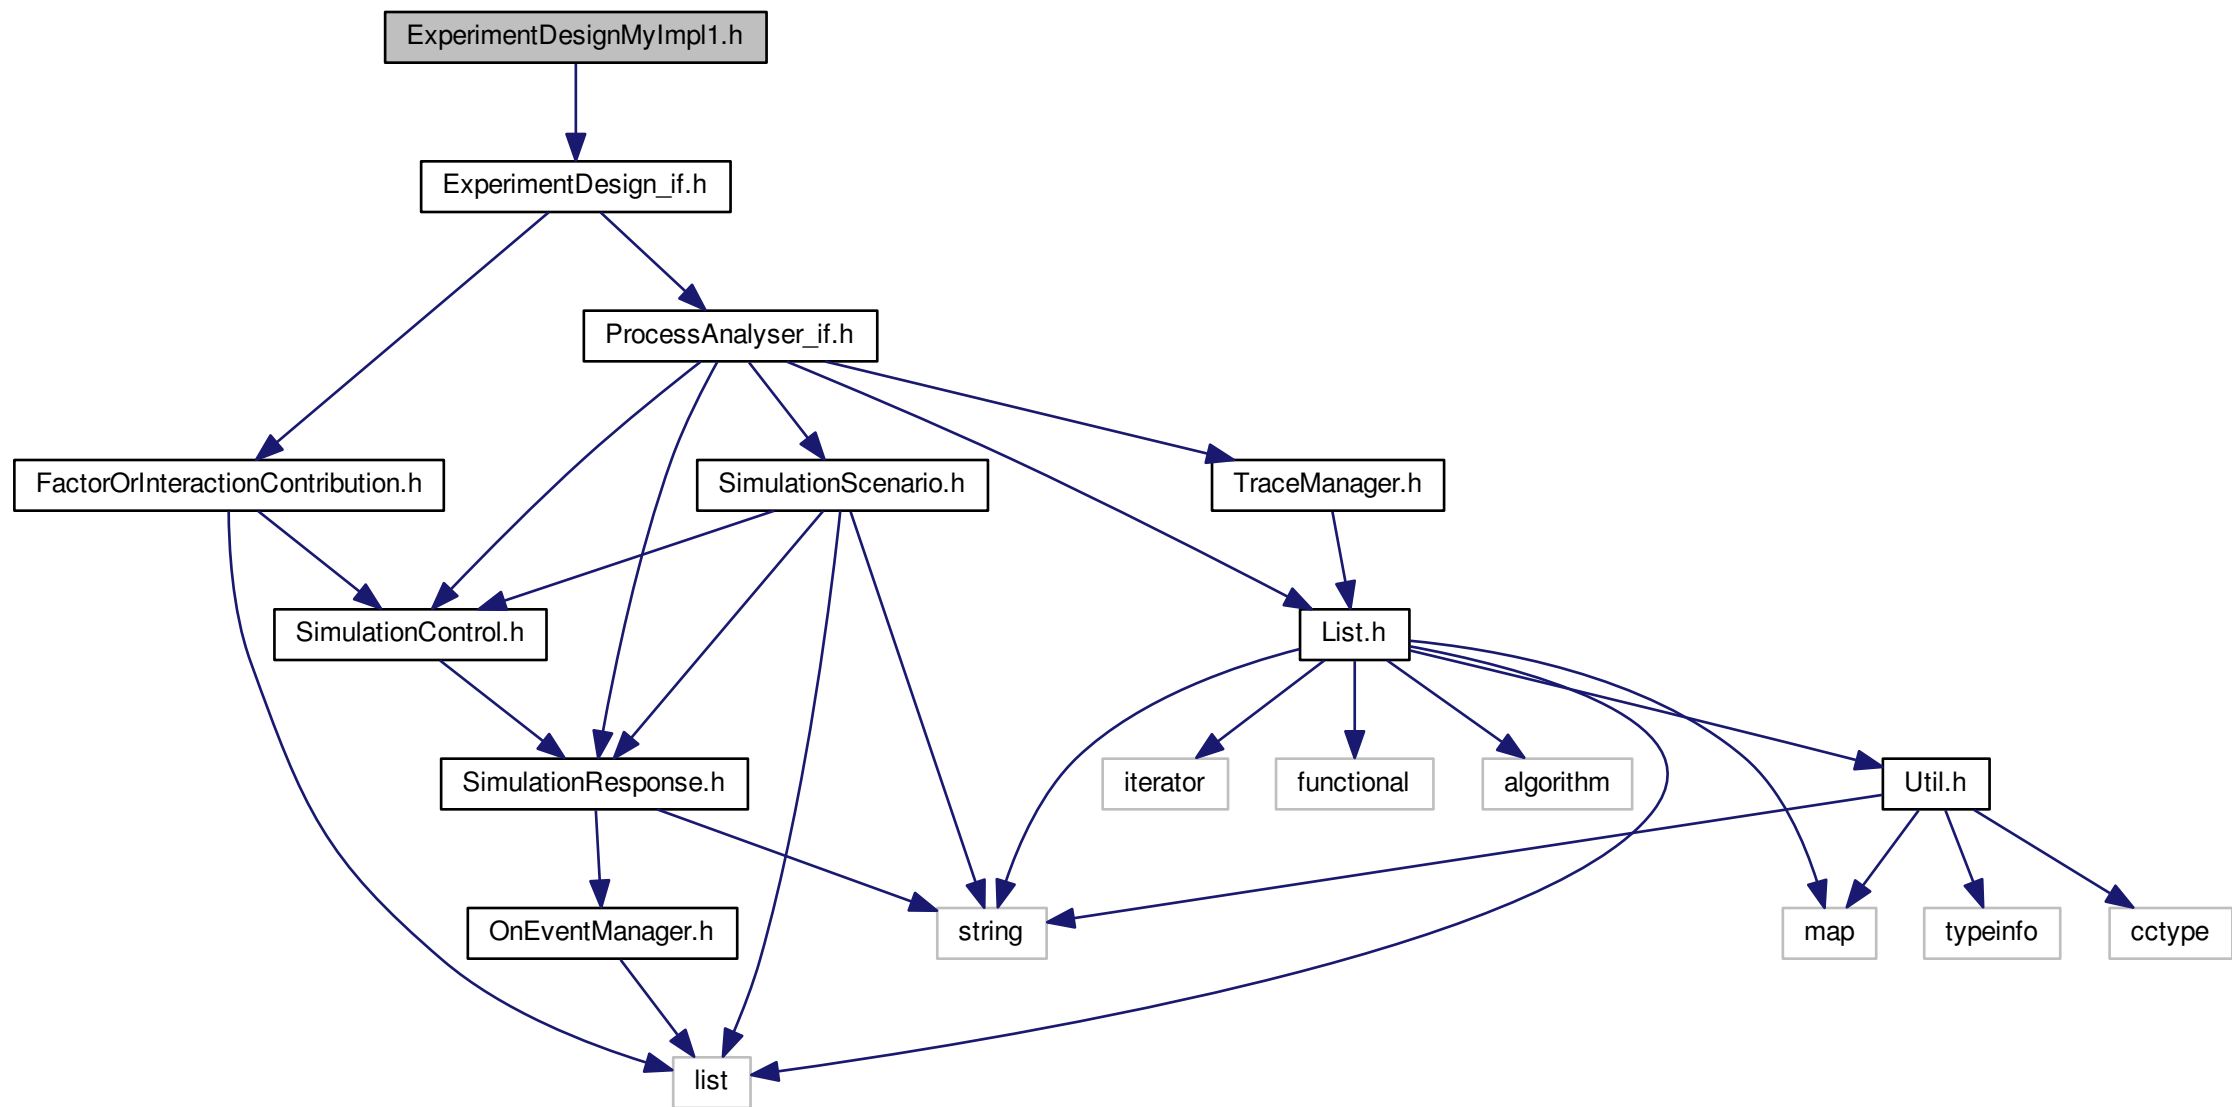 ExperimentDesignMyImpl1.h
ExperimentDesign_if.h
ProcessAnalyser_if.h
FactorOrInteractionContribution.h
SimulationScenario.h
TraceManager.h
SimulationControl.h
List.h
SimulationResponse.h
iterator
functional
algorithm
Util.h
OnEventManager.h
string
map
typeinfo
cctype
list